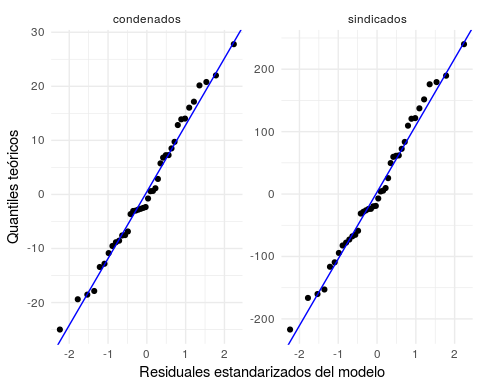 condenados
sindicados
30
20
10
0
-10
-20
200
100
0
-100
-200
-2 -1 0 1 2
-2 -1 0 1 2
Quantiles teóricos
Residuales estandarizados del modelo